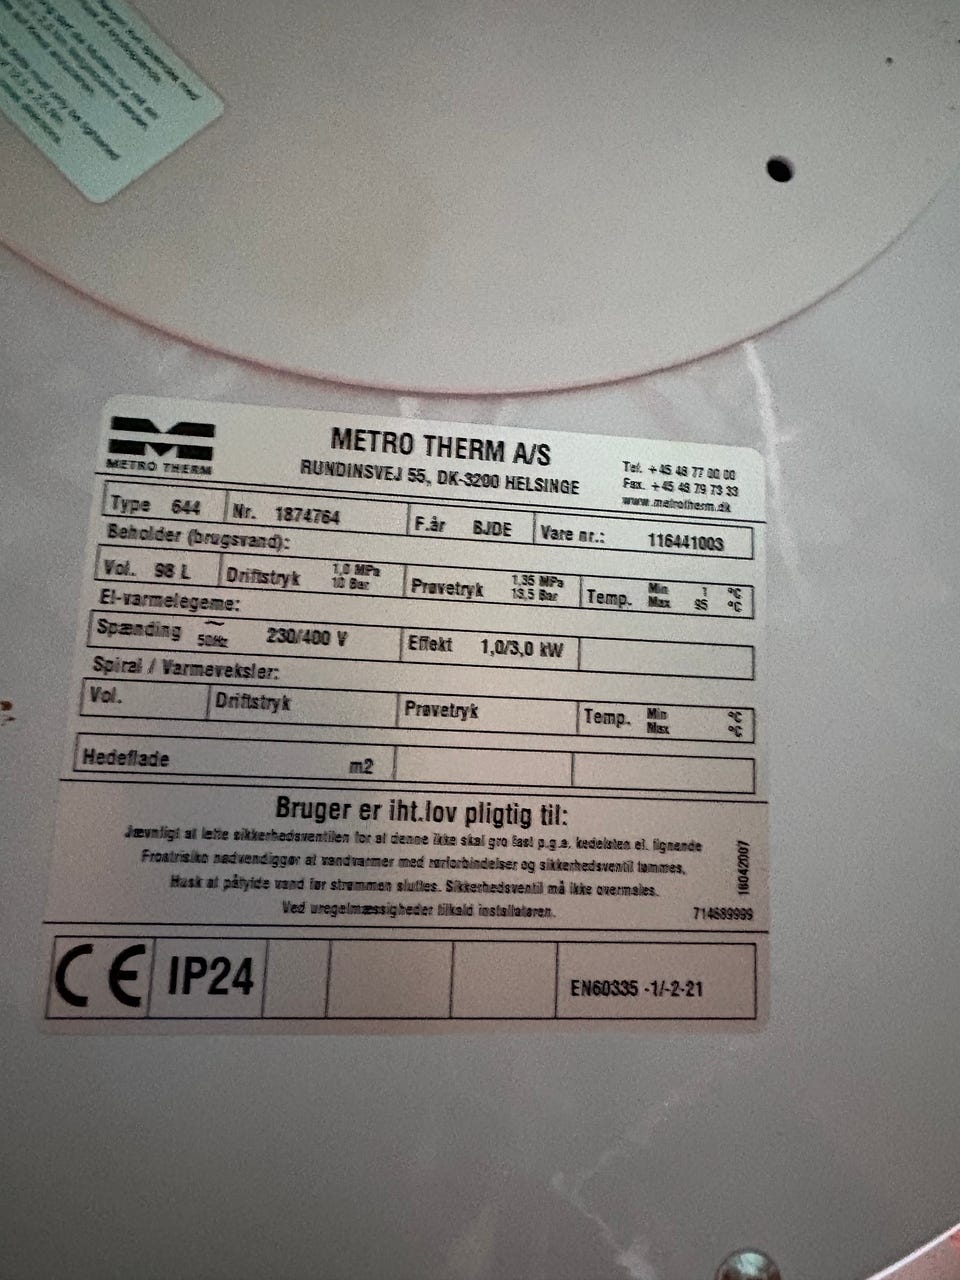 METRO THERM
METRO THERM A/S
RUNDINSVEJ 55, DK-3200 HELSINGE
Tel. +45 48 77 00 00
Fax. +45 48 79 73 33
www.metrotherm.dk
Type 644 Nr. 1874764 F.år BJDE Vare nr.: 116441003
Beholder (brugsvand):
Vol. 98 L Driftstryk 1,0 MPa 10 Bar Prøvetryk 1,35 MPa 13,5 Bar Temp. Min 1 °C Max 95 °C
El-varmelegeme:
Spænding ~ 50Hz 230/400 V Effekt 1,0/3,0 kW
Spiral / Varmeveksler:
Vol. Driftstryk Prøvetryk Temp. Min °C Max °C
Hedeflade m2
Bruger er iht.lov pligtig til:
Jævnligt at lette sikkerhedsventilen for at denne ikke skal gro fast p.g.a. kedelsten el. lignende
Frostrisiko nødvendiggør at vandvarmer med rørforbindelser og sikkerhedsventil tømmes.
Husk at påfylde vand før strømmen sluttes. Sikkerhedsventil må ikke overmales.
Ved uregelmæssigheder tilkald installatøren.
16042007
714689999
CE IP24 EN60335 -1/-2-21